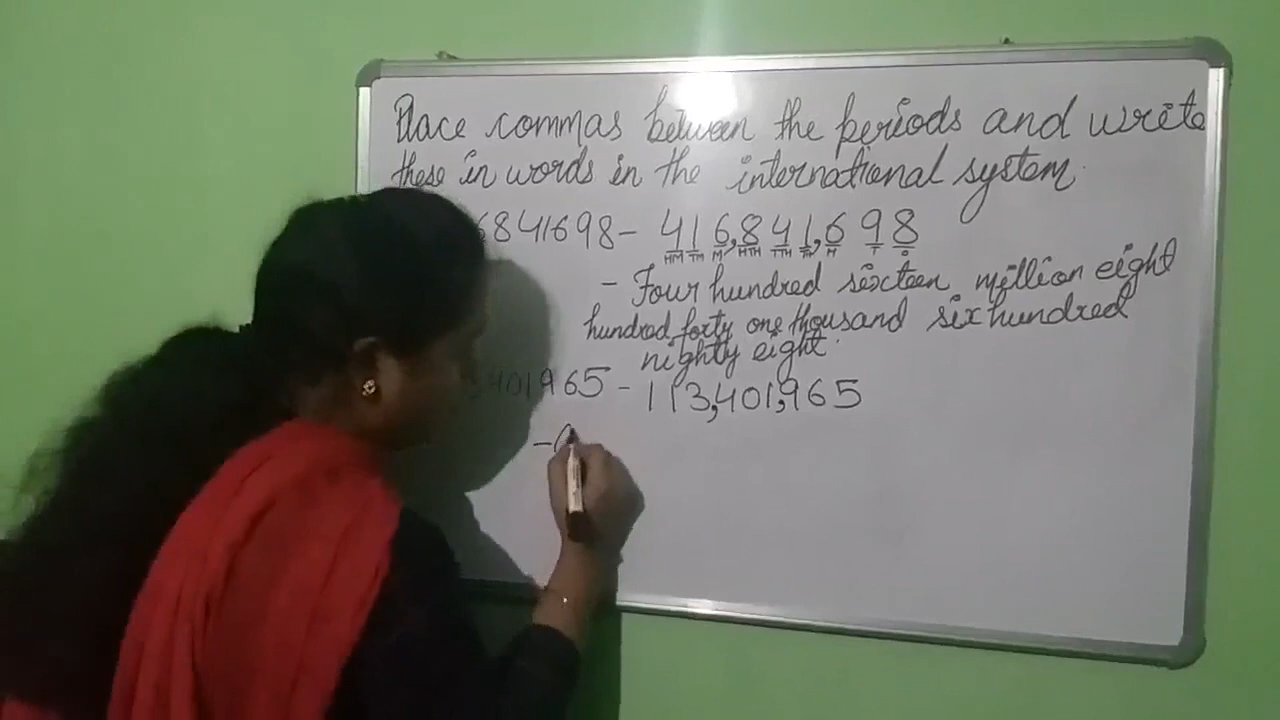 Place commas between the periods and write
these in words in the international system.
6841698 - 416,841,698
HM TM M HTH TTH TH H T O
- Four hundred sixteen million eight
hundred forty one thousand six hundred
nighty eight.
401965 - 113,401,965
-